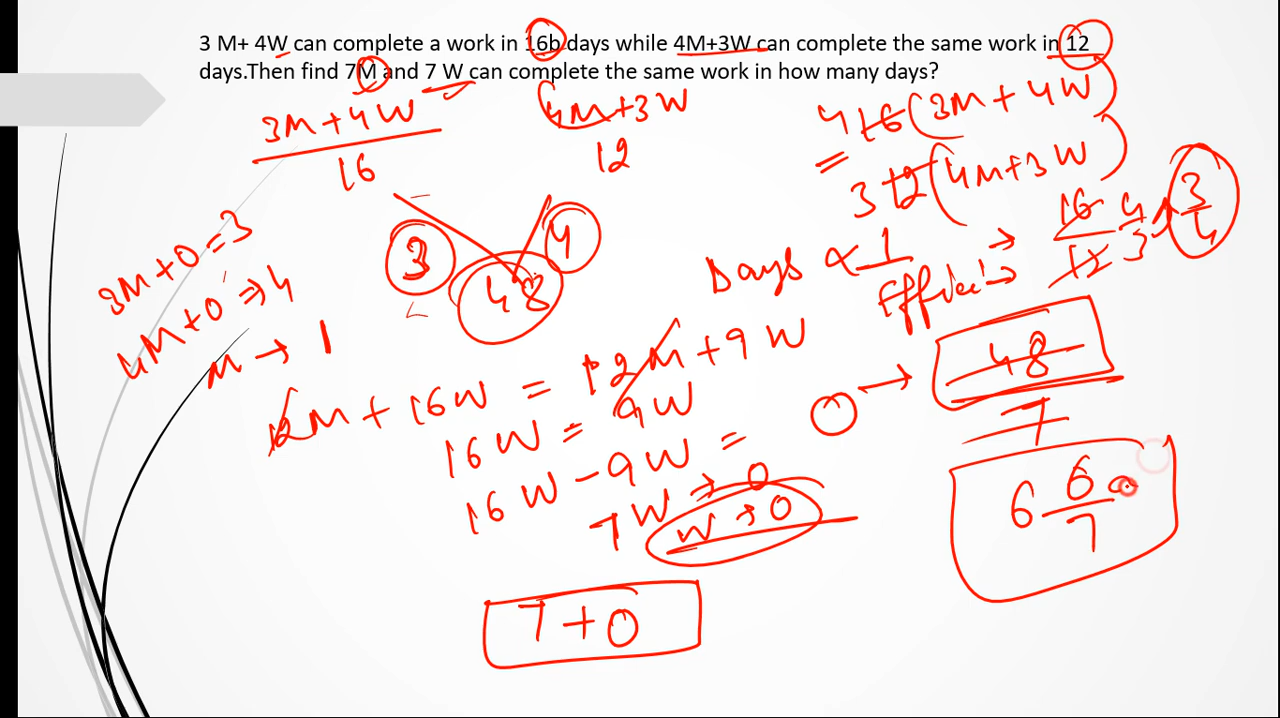 3 M+ 4W can complete a work in 16b days while 4M+3W can complete the same work in 12
days.Then find 7M and 7 W can complete the same work in how many days?
3M+4W
16
4M+3W
12
4 16(3M+4W)
=
3 12(4M+3W)
3
4
48
3M+0=3
4M+0⇒4
M→1
Days ∝ 1
→ 16 4 3
12 3 4
12M+16W = 12M+9W
16W = 9W
16W-9W = 0 → 48
7
7W→0
W→0
6 6
7
7+0